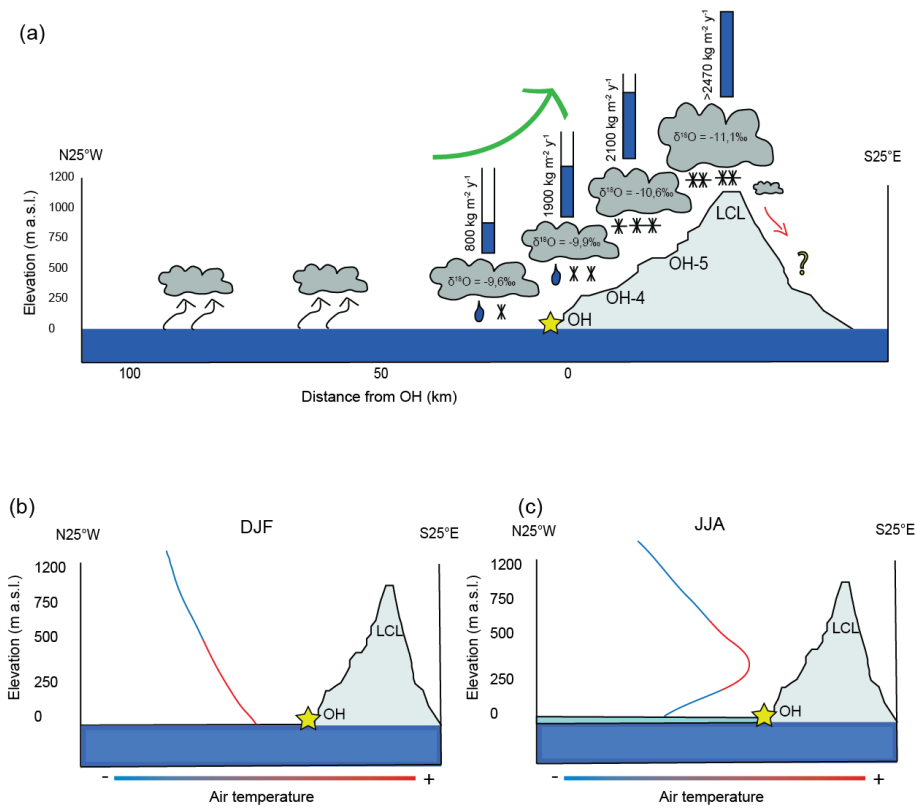 (a)
N25°W
S25°E
Elevation (m a.s.l.)
1200
1000
750
500
250
0
800 kg m⁻² y⁻¹
1900 kg m⁻² y⁻¹
2100 kg m⁻² y⁻¹
>2470 kg m⁻² y⁻¹
δ¹⁸O = -9,6‰
δ¹⁸O = -9,9‰
δ¹⁸O = -10,6‰
δ¹⁸O = -11,1‰
LCL
OH-5
OH-4
OH
?
100
50
0
Distance from OH (km)
(b)
N25°W
DJF
S25°E
Elevation (m a.s.l.)
1200
750
500
250
0
LCL
OH
- +
Air temperature
(c)
N25°W
JJA
S25°E
Elevation (m a.s.l.)
1200
750
500
250
0
LCL
OH
- +
Air temperature